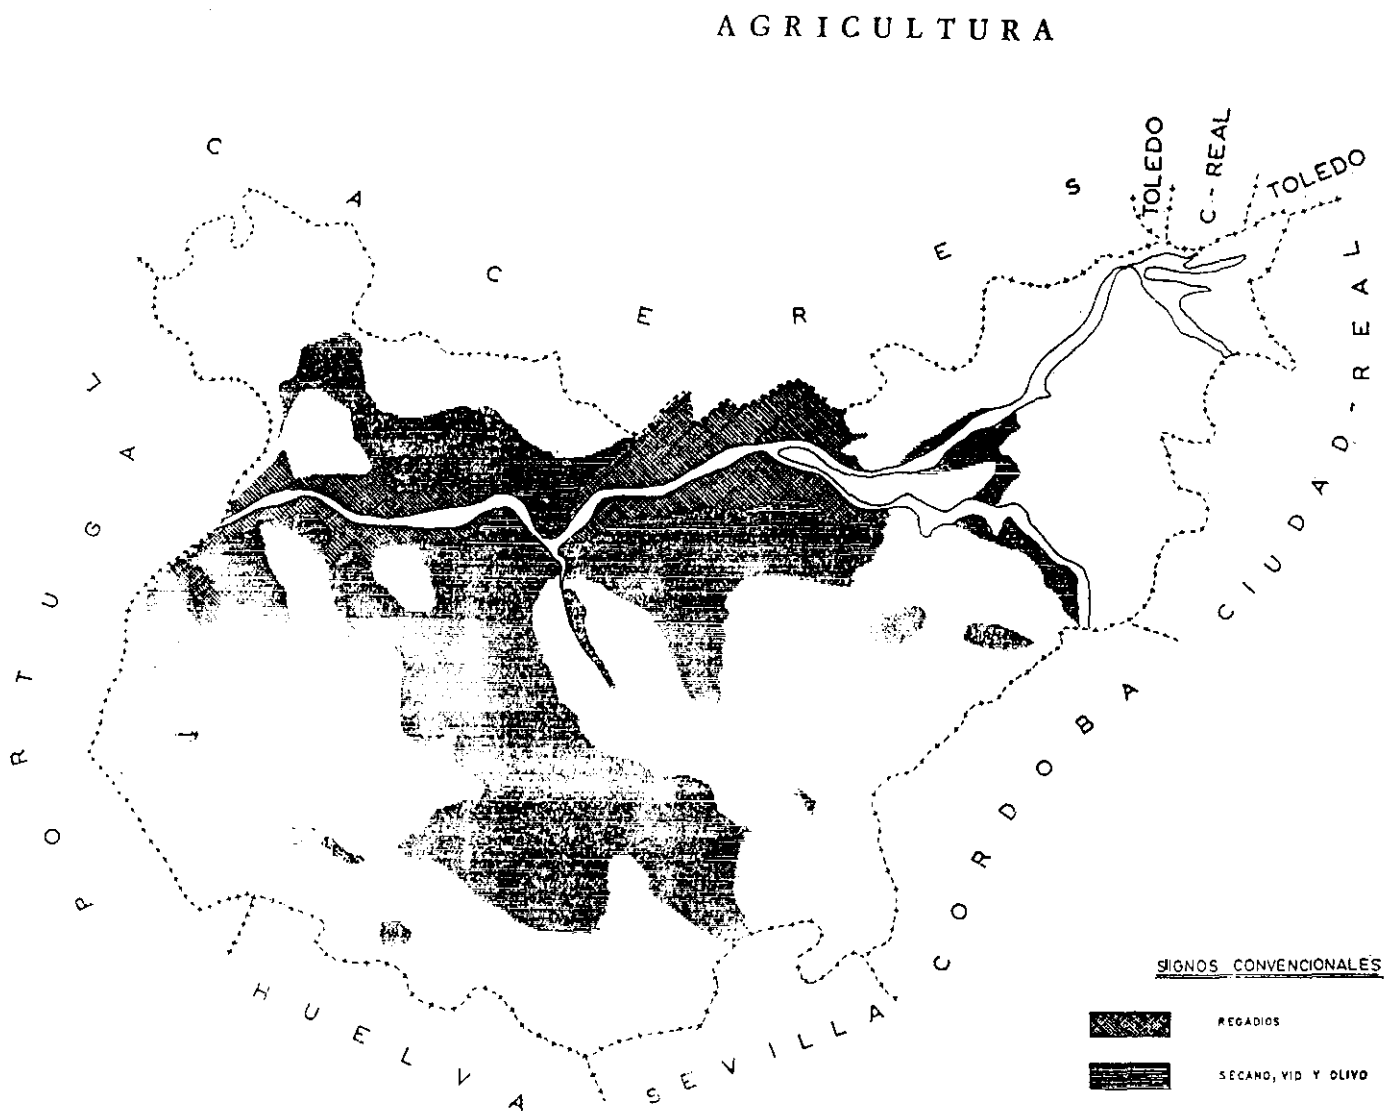 AGRICULTURA
CACERES
TOLEDO
C-REAL
TOLEDO
CIUDAD-REAL
PORTUGAL
CORDOBA
HUELVA
SEVILLA
SIGNOS CONVENCIONALES
REGADIOS
SECANO, VID Y OLIVO